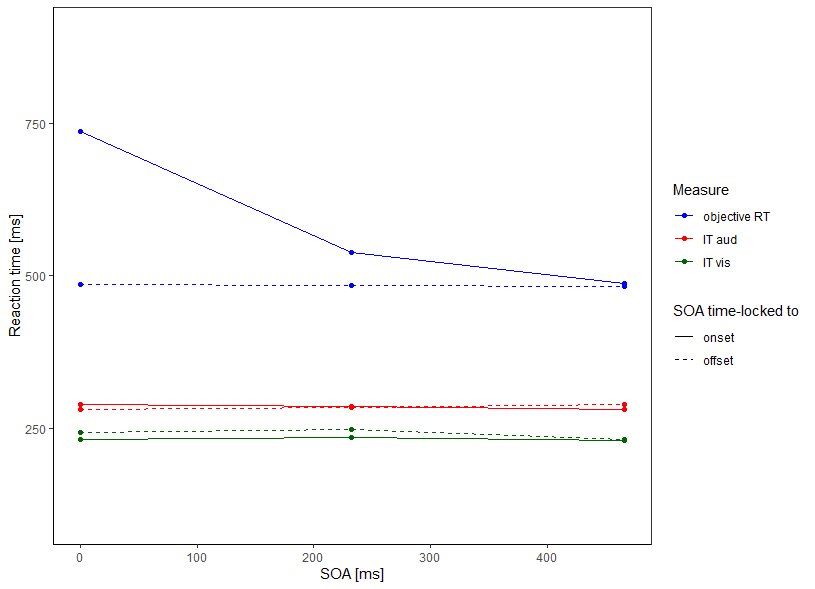 750
500
250
Reaction time [ms]
0 100 200 300 400
SOA [ms]
Measure
objective RT
IT aud
IT vis
SOA time-locked to
onset
offset